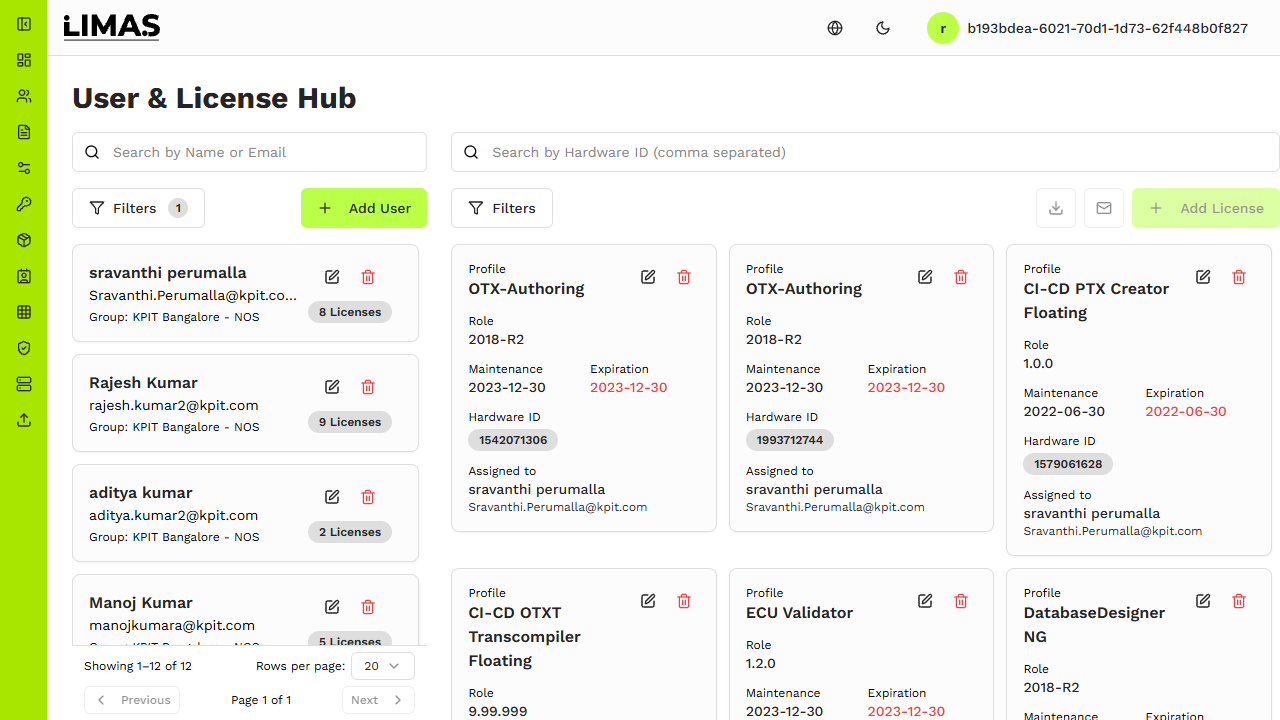 LIMAS
r
b193bdea-6021-70d1-1d73-62f448b0f827
User & License Hub
Search by Name or Email
Filters 1
Add User
sravanthi perumalla
Sravanthi.Perumalla@kpit.co...
Group: KPIT Bangalore - NOS
8 Licenses
Rajesh Kumar
rajesh.kumar2@kpit.com
Group: KPIT Bangalore - NOS
9 Licenses
aditya kumar
aditya.kumar2@kpit.com
Group: KPIT Bangalore - NOS
2 Licenses
Manoj Kumar
manojkumara@kpit.com
Group: KPIT Bangalore - NOS
5 Licenses
Showing 1–12 of 12
Rows per page: 20
Previous
Page 1 of 1
Next
Search by Hardware ID (comma separated)
Filters
Add License
Profile
OTX-Authoring
Role
2018-R2
Maintenance Expiration
2023-12-30 2023-12-30
Hardware ID
1542071306
Assigned to
sravanthi perumalla
Sravanthi.Perumalla@kpit.com
Profile
OTX-Authoring
Role
2018-R2
Maintenance Expiration
2023-12-30 2023-12-30
Hardware ID
1993712744
Assigned to
sravanthi perumalla
Sravanthi.Perumalla@kpit.com
Profile
CI-CD PTX Creator
Floating
Role
1.0.0
Maintenance Expiration
2022-06-30 2022-06-30
Hardware ID
1579061628
Assigned to
sravanthi perumalla
Sravanthi.Perumalla@kpit.com
Profile
CI-CD OTXT
Transcompiler
Floating
Role
9.99.999
Profile
ECU Validator
Role
1.2.0
Maintenance Expiration
2023-12-30 2023-12-30
Profile
DatabaseDesigner
NG
Role
2018-R2
Maintenance Expiration